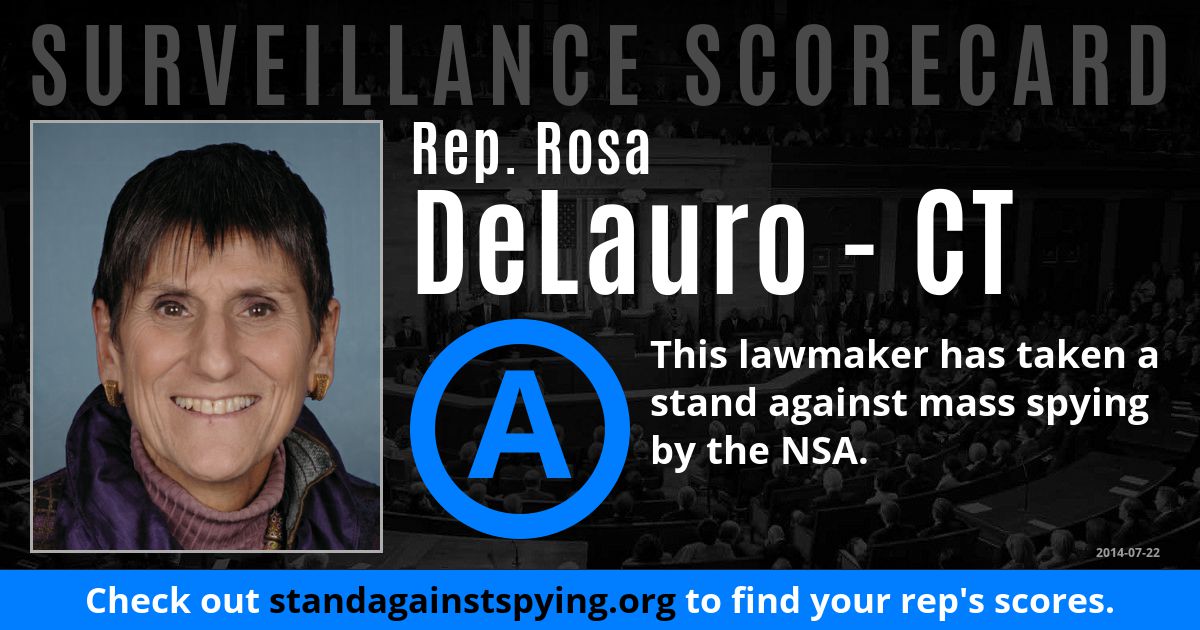 SURVEILLANCE SCORECARD
Rep. Rosa
DeLauro - CT
A
This lawmaker has taken a
stand against mass spying
by the NSA.
2014-07-22
Check out standagainstspying.org to find your rep's scores.